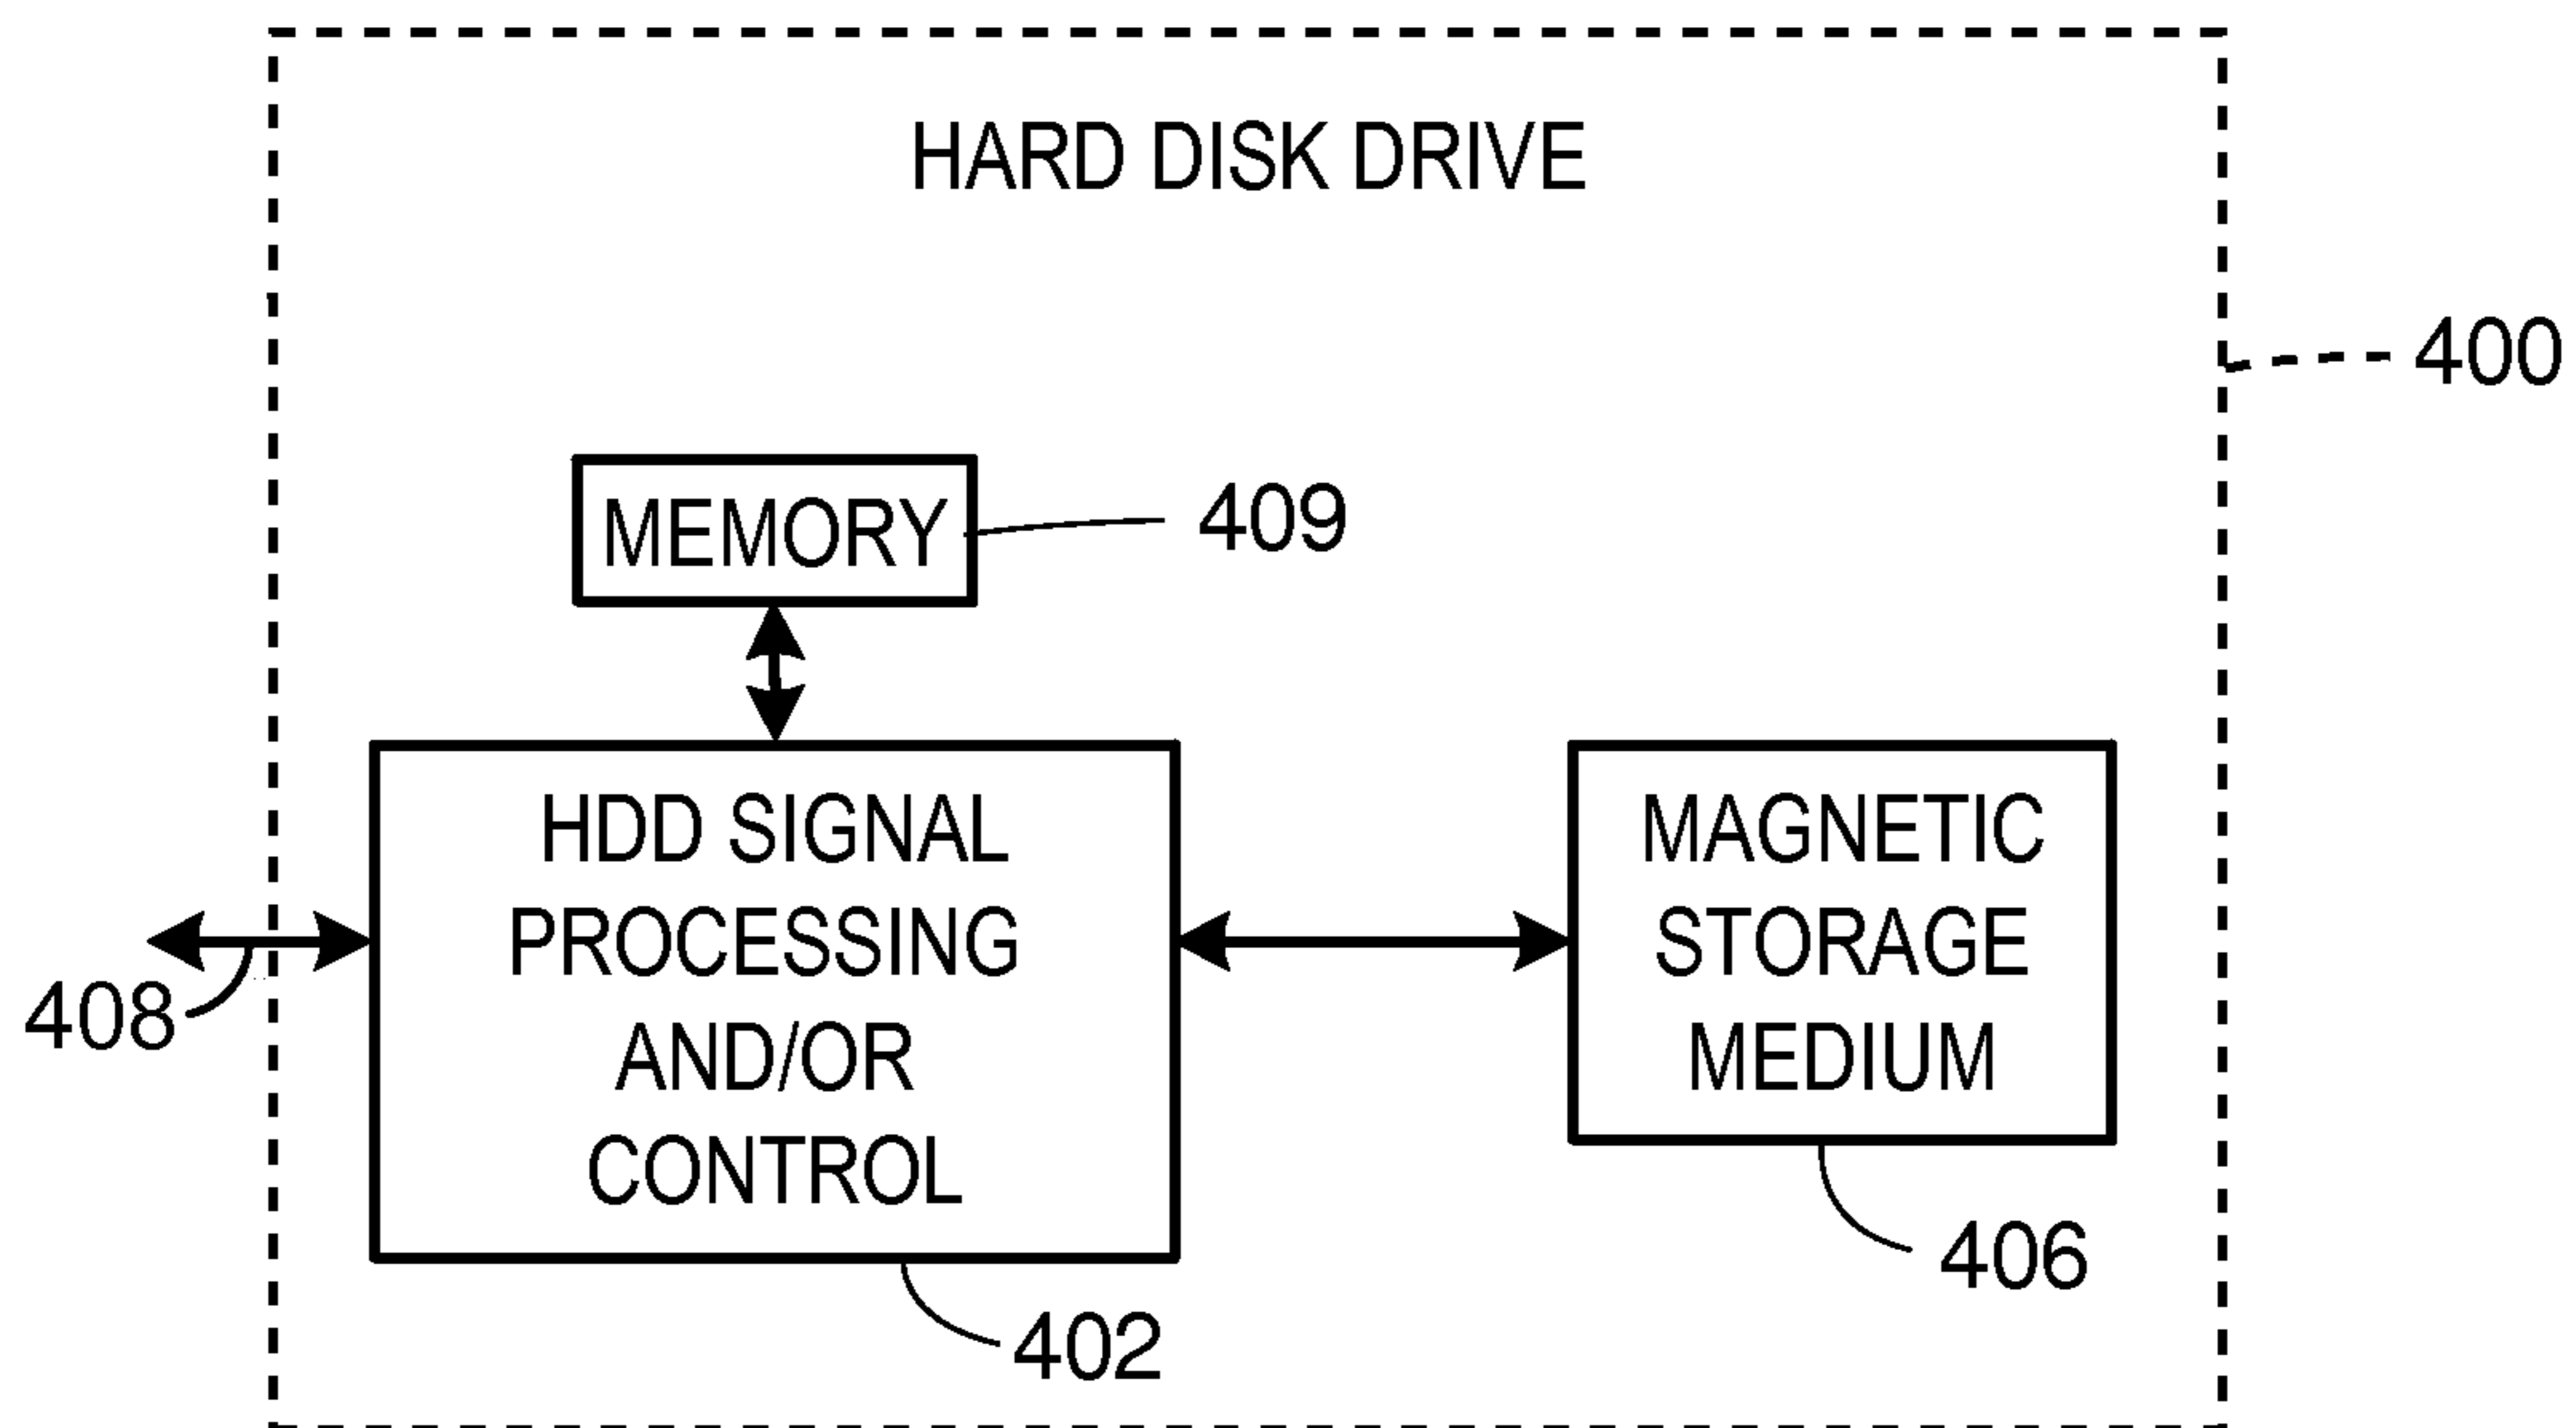 HARD DISK DRIVE
400
MEMORY
409
HDD SIGNAL
PROCESSING
AND/OR
CONTROL
MAGNETIC
STORAGE
MEDIUM
408
406
402